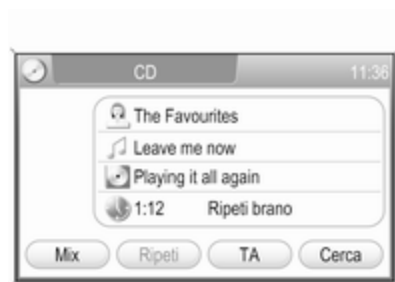 CD 11:36
The Favourites
Leave me now
Playing it all again
1:12 Ripeti brano
Mix Ripeti TA Cerca